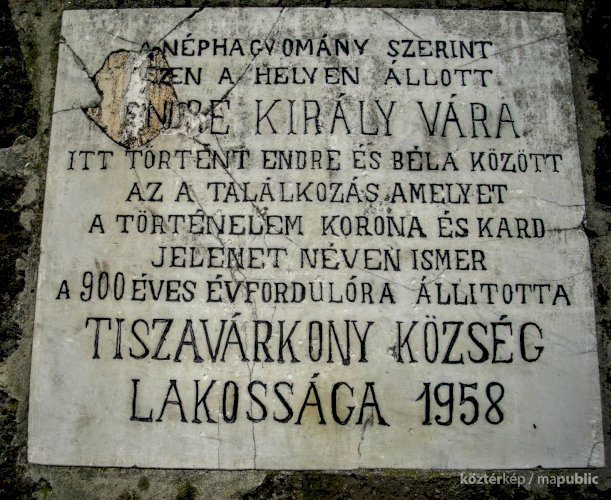 A NÉPHAGYOMÁNY SZERINT
EZEN A HELYEN ÁLLOTT
ENDRE KIRÁLY VÁRA
ITT TÖRTÉNT ENDRE ÉS BÉLA KÖZÖTT
AZ A TALÁLKOZÁS AMELYET
A TÖRTÉNELEM KORONA ÉS KARD
JELENET NÉVEN ISMER
A 900 ÉVES ÉVFORDULÓRA ÁLLITOTTA
TISZAVÁRKONY KÖZSÉG
LAKOSSÁGA 1958
köztérkép / mapublic